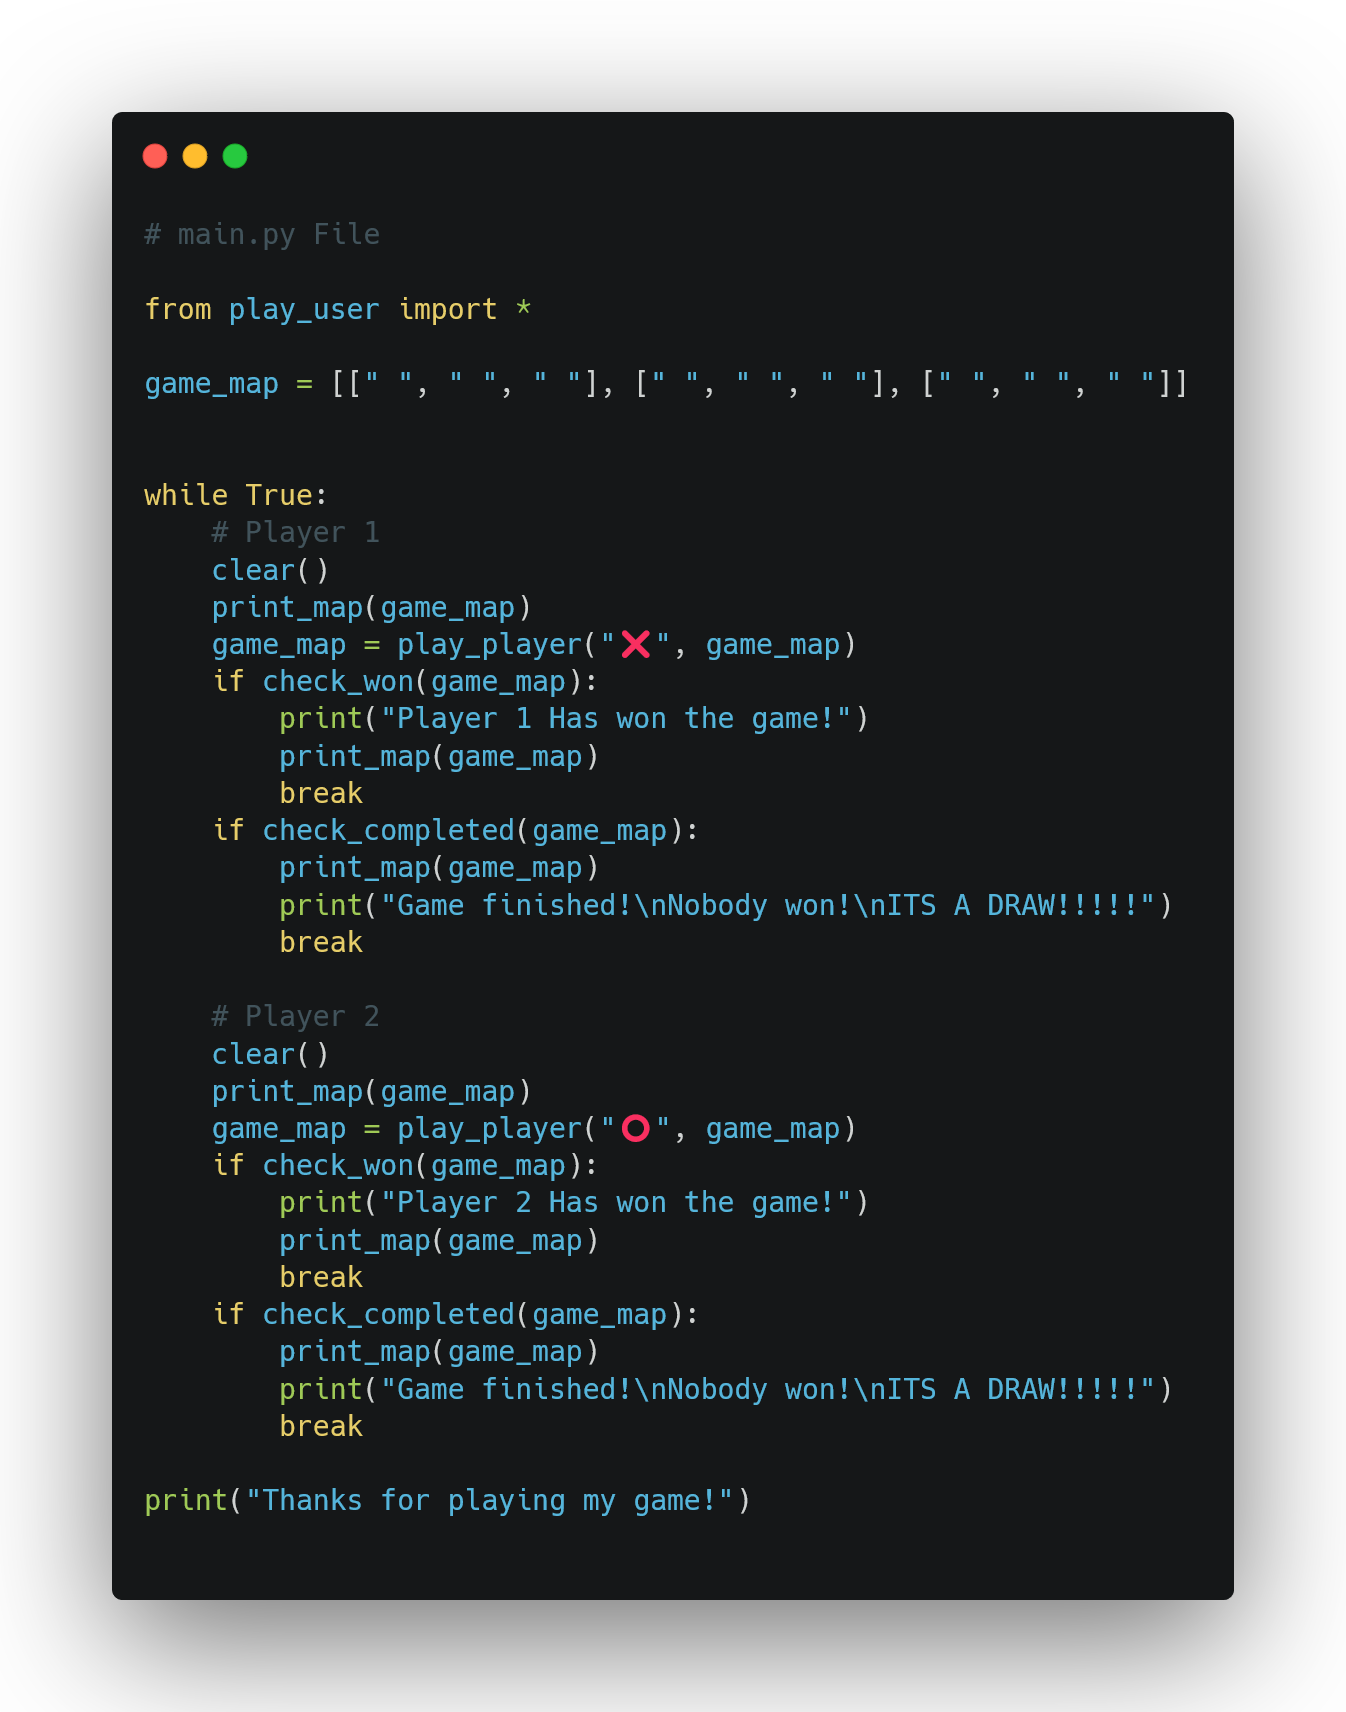 # main.py File
from play_user import *
game_map = [[" ", " ", " "], [" ", " ", " "], [" ", " ", " "]]
while True:
    # Player 1
    clear()
    print_map(game_map)
    game_map = play_player("❌", game_map)
    if check_won(game_map):
        print("Player 1 Has won the game!")
        print_map(game_map)
        break
    if check_completed(game_map):
        print_map(game_map)
        print("Game finished!\nNobody won!\nITS A DRAW!!!!!")
        break
    # Player 2
    clear()
    print_map(game_map)
    game_map = play_player("⭕", game_map)
    if check_won(game_map):
        print("Player 2 Has won the game!")
        print_map(game_map)
        break
    if check_completed(game_map):
        print_map(game_map)
        print("Game finished!\nNobody won!\nITS A DRAW!!!!!")
        break
print("Thanks for playing my game!")